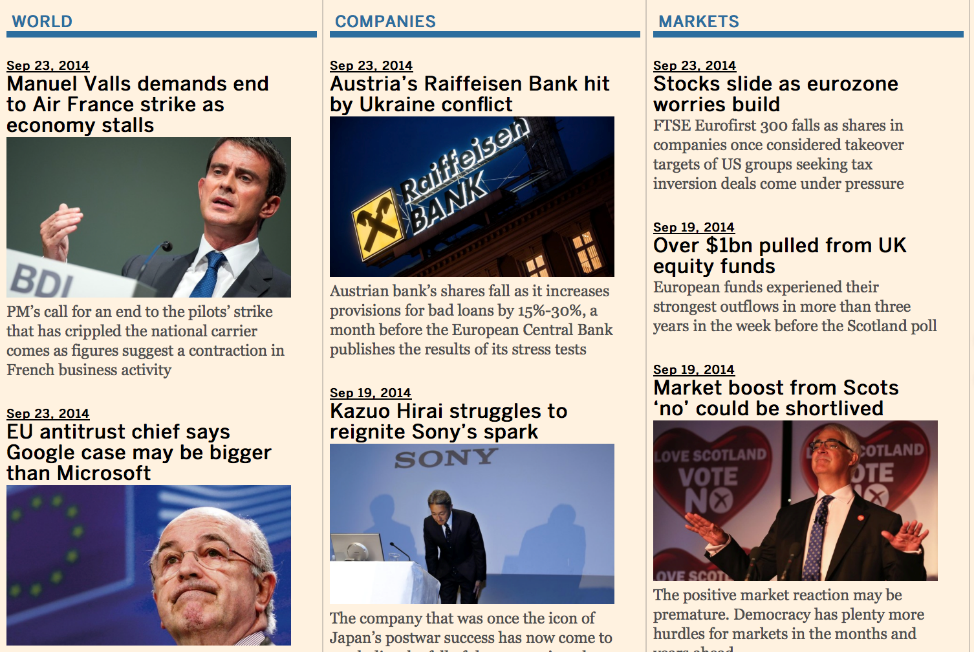 WORLD
Sep 23, 2014
Manuel Valls demands end
to Air France strike as
economy stalls
BDI
PM’s call for an end to the pilots’ strike
that has crippled the national carrier
comes as figures suggest a contraction in
French business activity
Sep 23, 2014
EU antitrust chief says
Google case may be bigger
than Microsoft
COMPANIES
Sep 23, 2014
Austria’s Raiffeisen Bank hit
by Ukraine conflict
Raiffeisen
BANK
Austrian bank’s shares fall as it increases
provisions for bad loans by 15%-30%, a
month before the European Central Bank
publishes the results of its stress tests
Sep 19, 2014
Kazuo Hirai struggles to
reignite Sony’s spark
SONY
The company that was once the icon of
Japan’s postwar success has now come to
MARKETS
Sep 23, 2014
Stocks slide as eurozone
worries build
FTSE Eurofirst 300 falls as shares in
companies once considered takeover
targets of US groups seeking tax
inversion deals come under pressure
Sep 19, 2014
Over $1bn pulled from UK
equity funds
European funds experienced their
strongest outflows in more than three
years in the week before the Scotland poll
Sep 19, 2014
Market boost from Scots
‘no’ could be shortlived
LOVE SCOTLAND
VOTE
NO
SCOTLAND
OTE
NO
OVE SCOT
The positive market reaction may be
premature. Democracy has plenty more
hurdles for markets in the months and